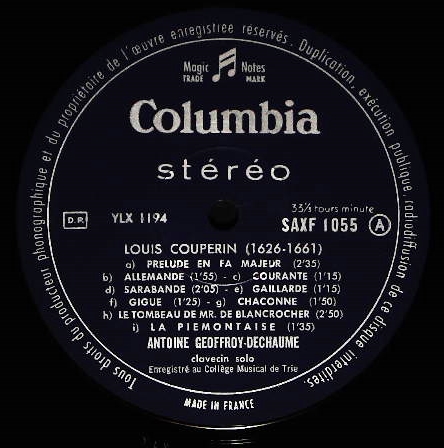 Tous droits du producteur phonographique et du propriétaire de l'œuvre enregistrée réservés. Duplication, exécution publique, radiodiffusion de ce disque interdites.
Magic Notes
TRADE MARK
Columbia
stéréo
33⅓ tours minute
D.P. YLX 1194 SAXF 1055 A
LOUIS COUPERIN (1626-1661)
a) PRELUDE EN FA MAJEUR (2'35)
b) ALLEMANDE (1'55) - c) COURANTE (1'15)
d) SARABANDE (2'05) - e) GAILLARDE (1'15)
f) GIGUE (1'25) - g) CHACONNE (1'50)
h) LE TOMBEAU DE MR. DE BLANCROCHER (2'50)
i) LA PIEMONTAISE (1'35)
ANTOINE GEOFFROY-DECHAUME
clavecin solo
Enregistré au Collège Musical de Trie
MADE IN FRANCE